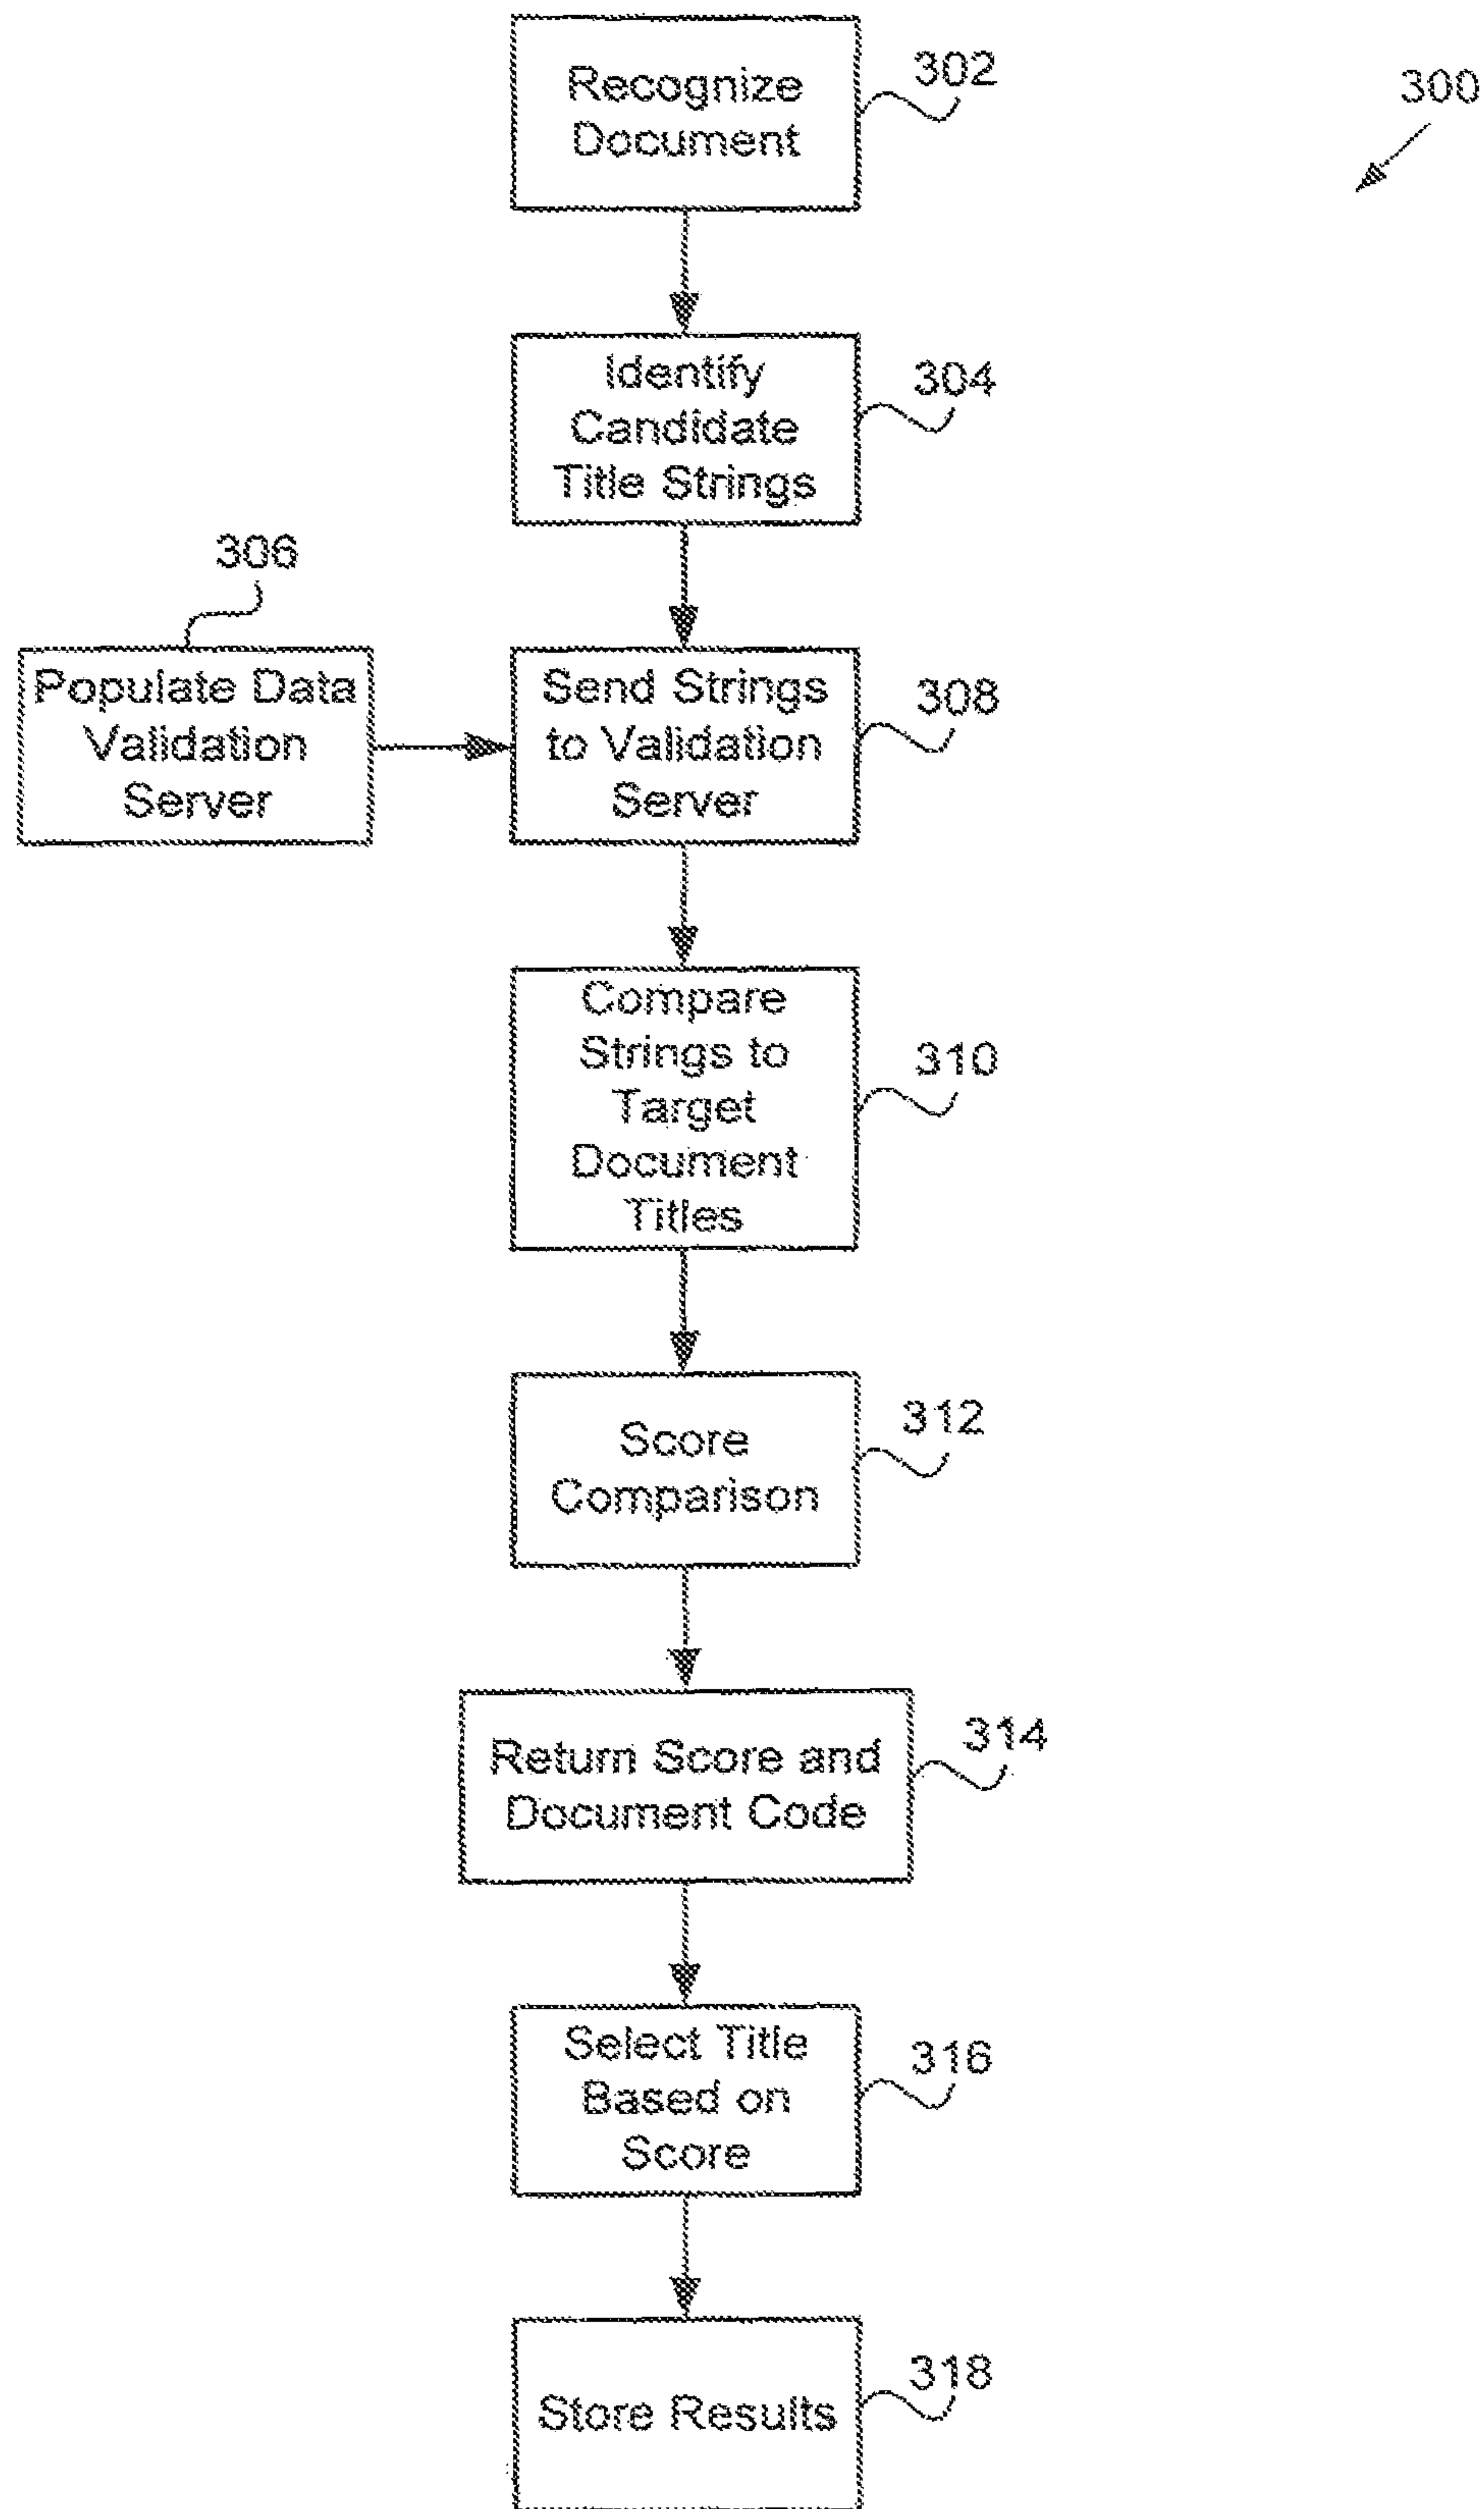 Recognize
Document
302
300
Identify
Candidate
Title Strings
304
306
Populate Data
Validation
Server
Send Strings
to Validation
Server
308
Compare
Strings to
Target
Document
Titles
310
Score
Comparison
312
Return Score and
Document Code
314
Select Title
Based on
Score
316
Store Results
318